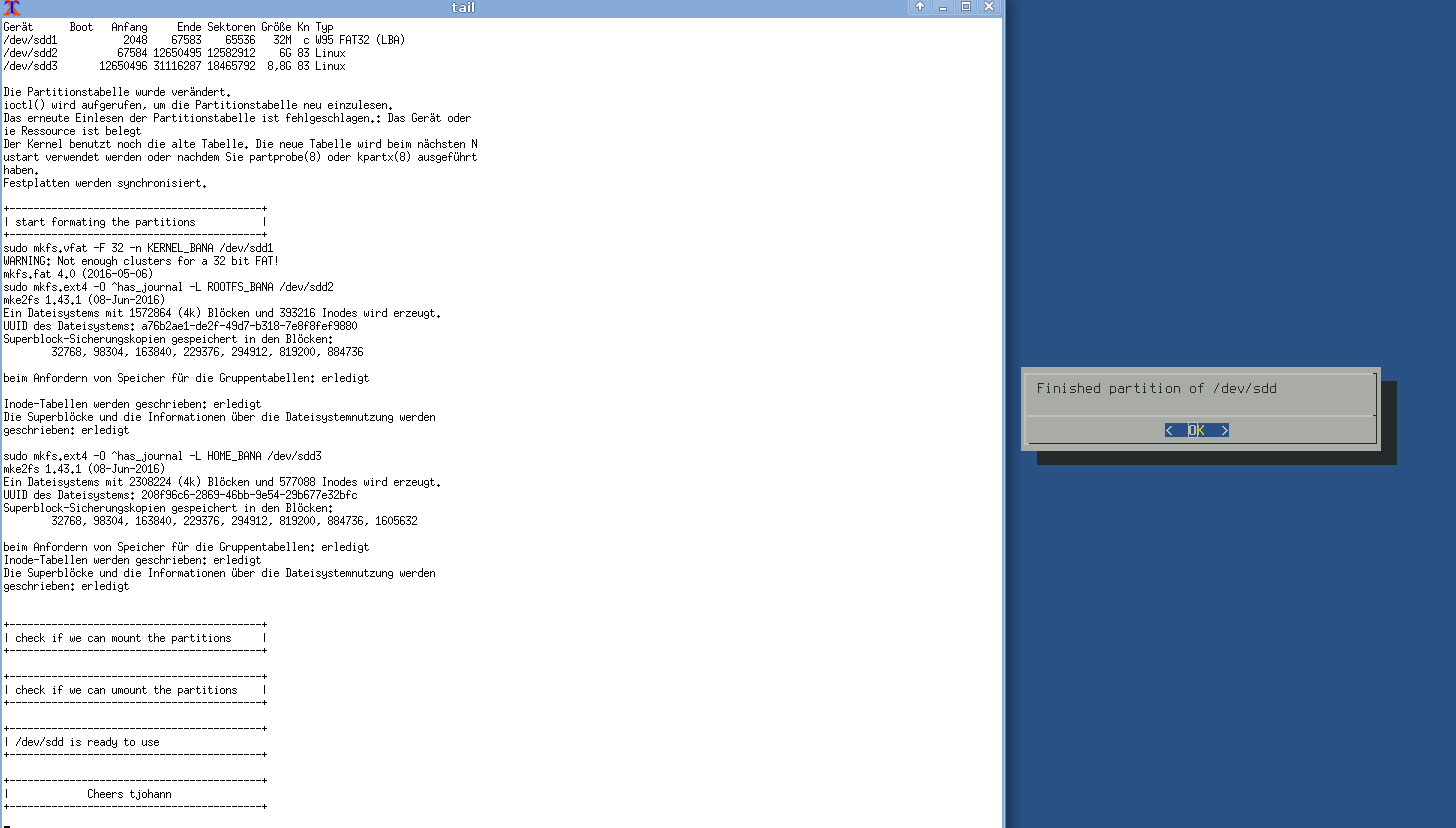 tail
Gerät      Boot   Anfang     Ende Sektoren Größe Kn Typ
/dev/sdd1           2048    67583    65536   32M  c W95 FAT32 (LBA)
/dev/sdd2          67584 12650495 12582912    6G 83 Linux
/dev/sdd3       12650496 31116287 18465792  8,8G 83 Linux
Die Partitionstabelle wurde verändert.
ioctl() wird aufgerufen, um die Partitionstabelle neu einzulesen.
Das erneute Einlesen der Partitionstabelle ist fehlgeschlagen.: Das Gerät oder
ie Ressource ist belegt
Der Kernel benutzt noch die alte Tabelle. Die neue Tabelle wird beim nächsten N
ustart verwendet werden oder nachdem Sie partprobe(8) oder kpartx(8) ausgeführt
haben.
Festplatten werden synchronisiert.
+------------------------------------------+
| start formating the partitions           |
+------------------------------------------+
sudo mkfs.vfat -F 32 -n KERNEL_BANA /dev/sdd1
WARNING: Not enough clusters for a 32 bit FAT!
mkfs.fat 4.0 (2016-05-06)
sudo mkfs.ext4 -O ^has_journal -L ROOTFS_BANA /dev/sdd2
mke2fs 1.43.1 (08-Jun-2016)
Ein Dateisystems mit 1572864 (4k) Blöcken und 393216 Inodes wird erzeugt.
UUID des Dateisystems: a76b2ae1-de2f-49d7-b318-7e8f8fef9880
Superblock-Sicherungskopien gespeichert in den Blöcken:
        32768, 98304, 163840, 229376, 294912, 819200, 884736
beim Anfordern von Speicher für die Gruppentabellen: erledigt
Inode-Tabellen werden geschrieben: erledigt
Die Superblöcke und die Informationen über die Dateisystemnutzung werden
geschrieben: erledigt
sudo mkfs.ext4 -O ^has_journal -L HOME_BANA /dev/sdd3
mke2fs 1.43.1 (08-Jun-2016)
Ein Dateisystems mit 2308224 (4k) Blöcken und 577088 Inodes wird erzeugt.
UUID des Dateisystems: 208f96c6-2869-46bb-9e54-29b677e32bfc
Superblock-Sicherungskopien gespeichert in den Blöcken:
        32768, 98304, 163840, 229376, 294912, 819200, 884736, 1605632
beim Anfordern von Speicher für die Gruppentabellen: erledigt
Inode-Tabellen werden geschrieben: erledigt
Die Superblöcke und die Informationen über die Dateisystemnutzung werden
geschrieben: erledigt
+------------------------------------------+
| check if we can mount the partitions     |
+------------------------------------------+
+------------------------------------------+
| check if we can umount the partitions    |
+------------------------------------------+
+------------------------------------------+
| /dev/sdd is ready to use
+------------------------------------------+
+------------------------------------------+
|             Cheers tjohann
+------------------------------------------+
Finished partition of /dev/sdd
<  OK  >